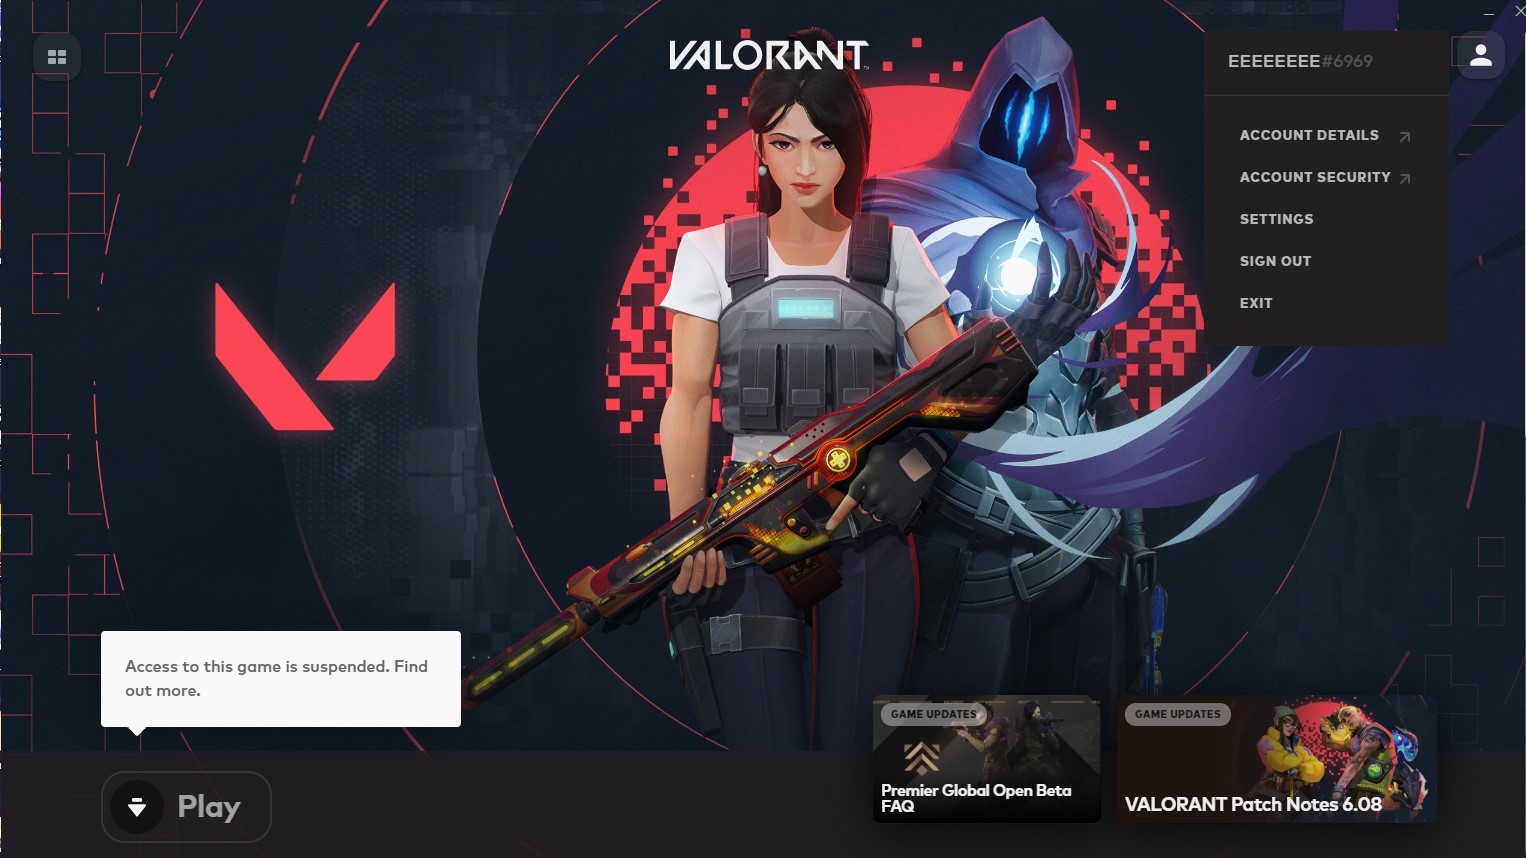 VALORANT
EEEEEEEE#6969
ACCOUNT DETAILS
ACCOUNT SECURITY
SETTINGS
SIGN OUT
EXIT
Access to this game is suspended. Find
out more.
Play
GAME UPDATES
Premier Global Open Beta
FAQ
GAME UPDATES
VALORANT Patch Notes 6.08